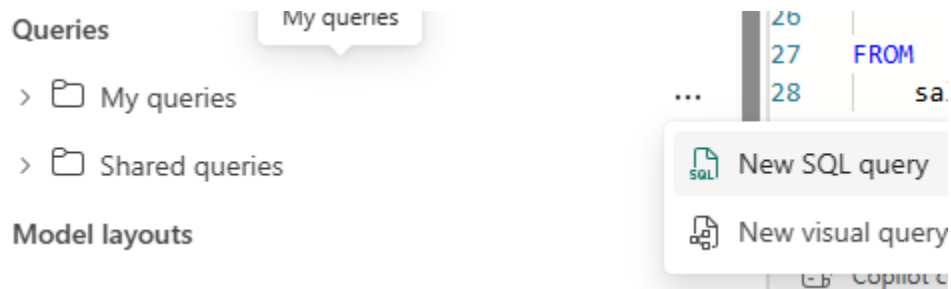 My queries
Queries
My queries
...
Shared queries
Model layouts
26
27 FROM
28
New SQL query
SQL
New visual query
Copilot